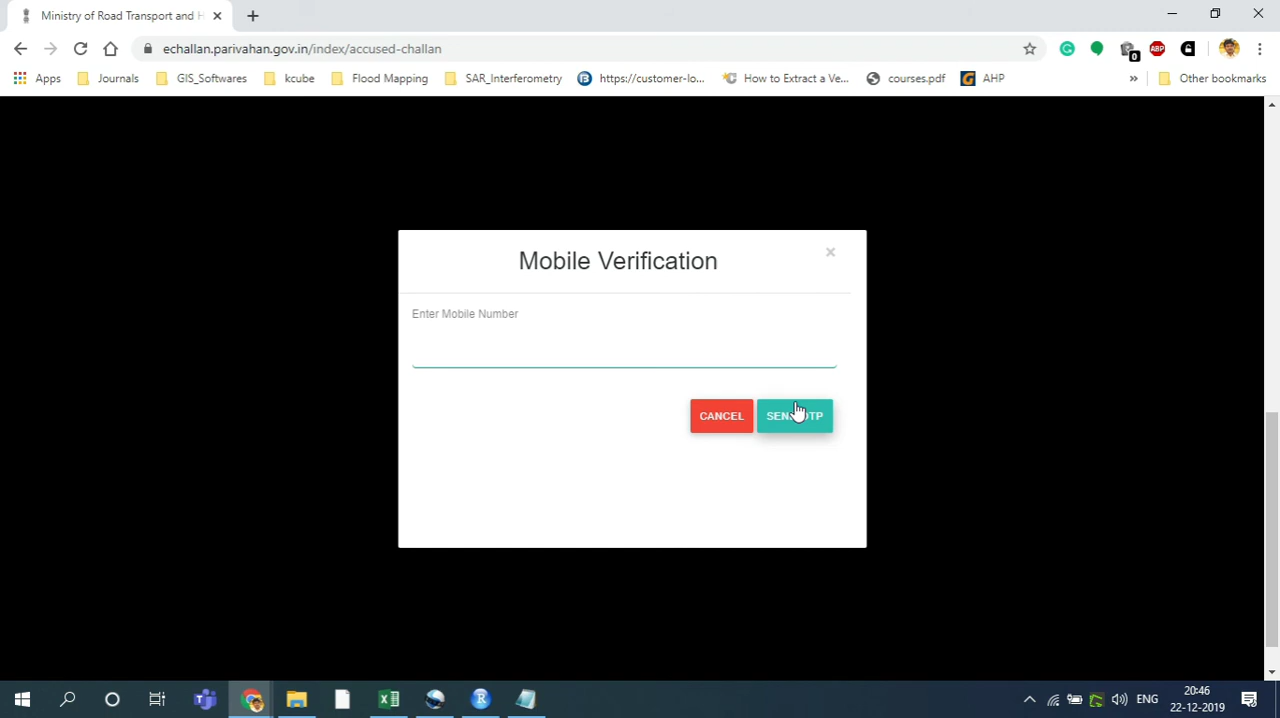 Ministry of Road Transport and H
echallan.parivahan.gov.in/index/accused-challan
0
ABP
Apps
Journals
GIS_Softwares
kcube
Flood Mapping
SAR_Interferometry
https://customer-lo...
How to Extract a Ve...
courses.pdf
AHP
»
Other bookmarks
Mobile Verification
×
Enter Mobile Number
CANCEL
ENG
20:46
22-12-2019